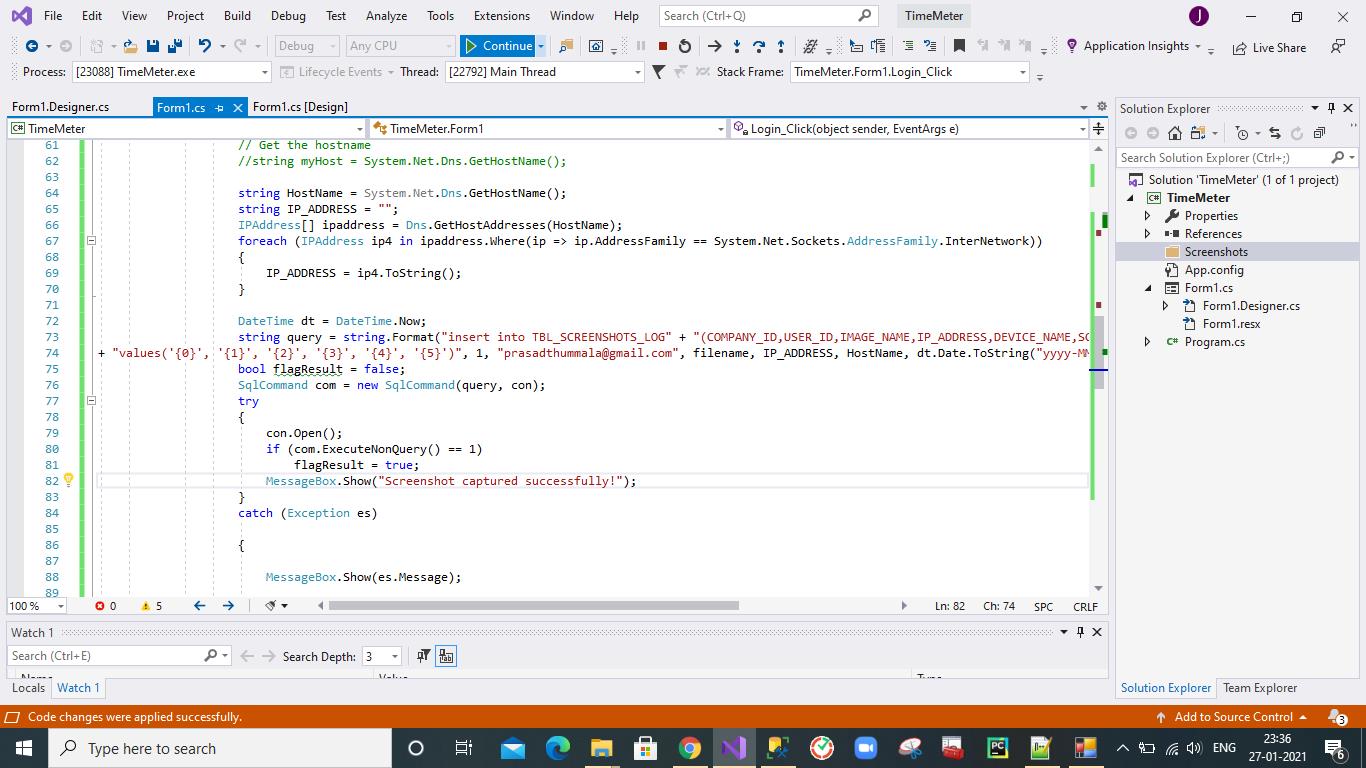 File Edit View Project Build Debug Test Analyze Tools Extensions Window Help Search (Ctrl+Q) TimeMeter J
Debug Any CPU Continue Application Insights Live Share
Process: [23088] TimeMeter.exe Lifecycle Events Thread: [22792] Main Thread Stack Frame: TimeMeter.Form1.Login_Click
Form1.Designer.cs Form1.cs Form1.cs [Design]
C# TimeMeter TimeMeter.Form1 Login_Click(object sender, EventArgs e)
61 // Get the hostname
62 //string myHost = System.Net.Dns.GetHostName();
63
64 string HostName = System.Net.Dns.GetHostName();
65 string IP_ADDRESS = "";
66 IPAddress[] ipaddress = Dns.GetHostAddresses(HostName);
67 foreach (IPAddress ip4 in ipaddress.Where(ip => ip.AddressFamily == System.Net.Sockets.AddressFamily.InterNetwork))
68 {
69 IP_ADDRESS = ip4.ToString();
70 }
71
72 DateTime dt = DateTime.Now;
73 string query = string.Format("insert into TBL_SCREENSHOTS_LOG" + "(COMPANY_ID,USER_ID,IMAGE_NAME,IP_ADDRESS,DEVICE_NAME,SC
74 + "values('{0}', '{1}', '{2}', '{3}', '{4}', '{5}')", 1, "prasadthummala@gmail.com", filename, IP_ADDRESS, HostName, dt.Date.ToString("yyyy-MM
75 bool flagResult = false;
76 SqlCommand com = new SqlCommand(query, con);
77 try
78 {
79 con.Open();
80 if (com.ExecuteNonQuery() == 1)
81 flagResult = true;
82 MessageBox.Show("Screenshot captured successfully!");
83 }
84 catch (Exception es)
85
86 {
87
88 MessageBox.Show(es.Message);
89
100 % 0 5 Ln: 82 Ch: 74 SPC CRLF
Watch 1
Search (Ctrl+E) Search Depth: 3
Name Value Type
Locals Watch 1
Solution Explorer
Search Solution Explorer (Ctrl+;)
Solution 'TimeMeter' (1 of 1 project)
C# TimeMeter
Properties
References
Screenshots
App.config
Form1.cs
Form1.Designer.cs
Form1.resx
C# Program.cs
Solution Explorer Team Explorer
Code changes were applied successfully. Add to Source Control 3
Type here to search PC ENG 23:36
27-01-2021 6